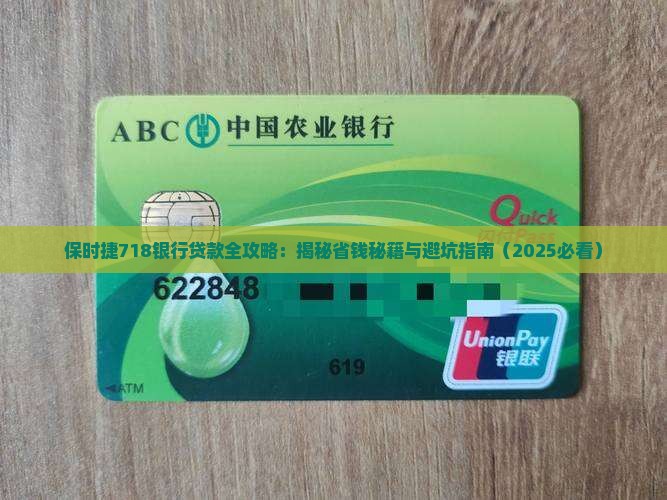 ABC 中国农业银行
Quick
保时捷718银行贷款全攻略：揭秘省钱秘籍与避坑指南（2025必看）
622848
UnionPay
银联
619
◀ATM